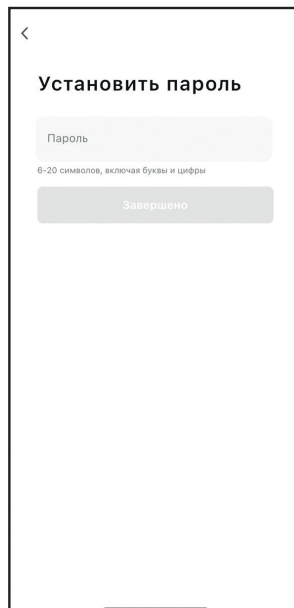 Установить пароль
Пароль
6-20 символов, включая буквы и цифры
Завершено